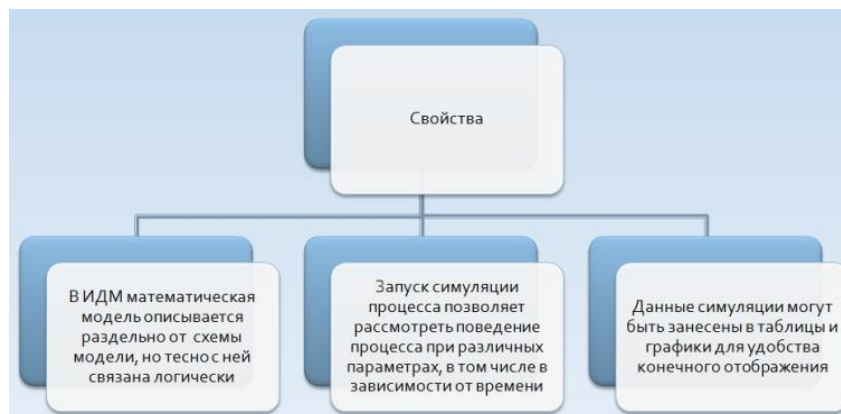 Свойства
В ИДМ математическая
модель описывается
раздельно от схемы
модели, но тесно с ней
связана логически
Запуск симуляции
процесса позволяет
рассмотреть поведение
процесса при различных
параметрах, в том числе в
зависимости от времени
Данные симуляции могут
быть занесены в таблицы и
графики для удобства
конечного отображения